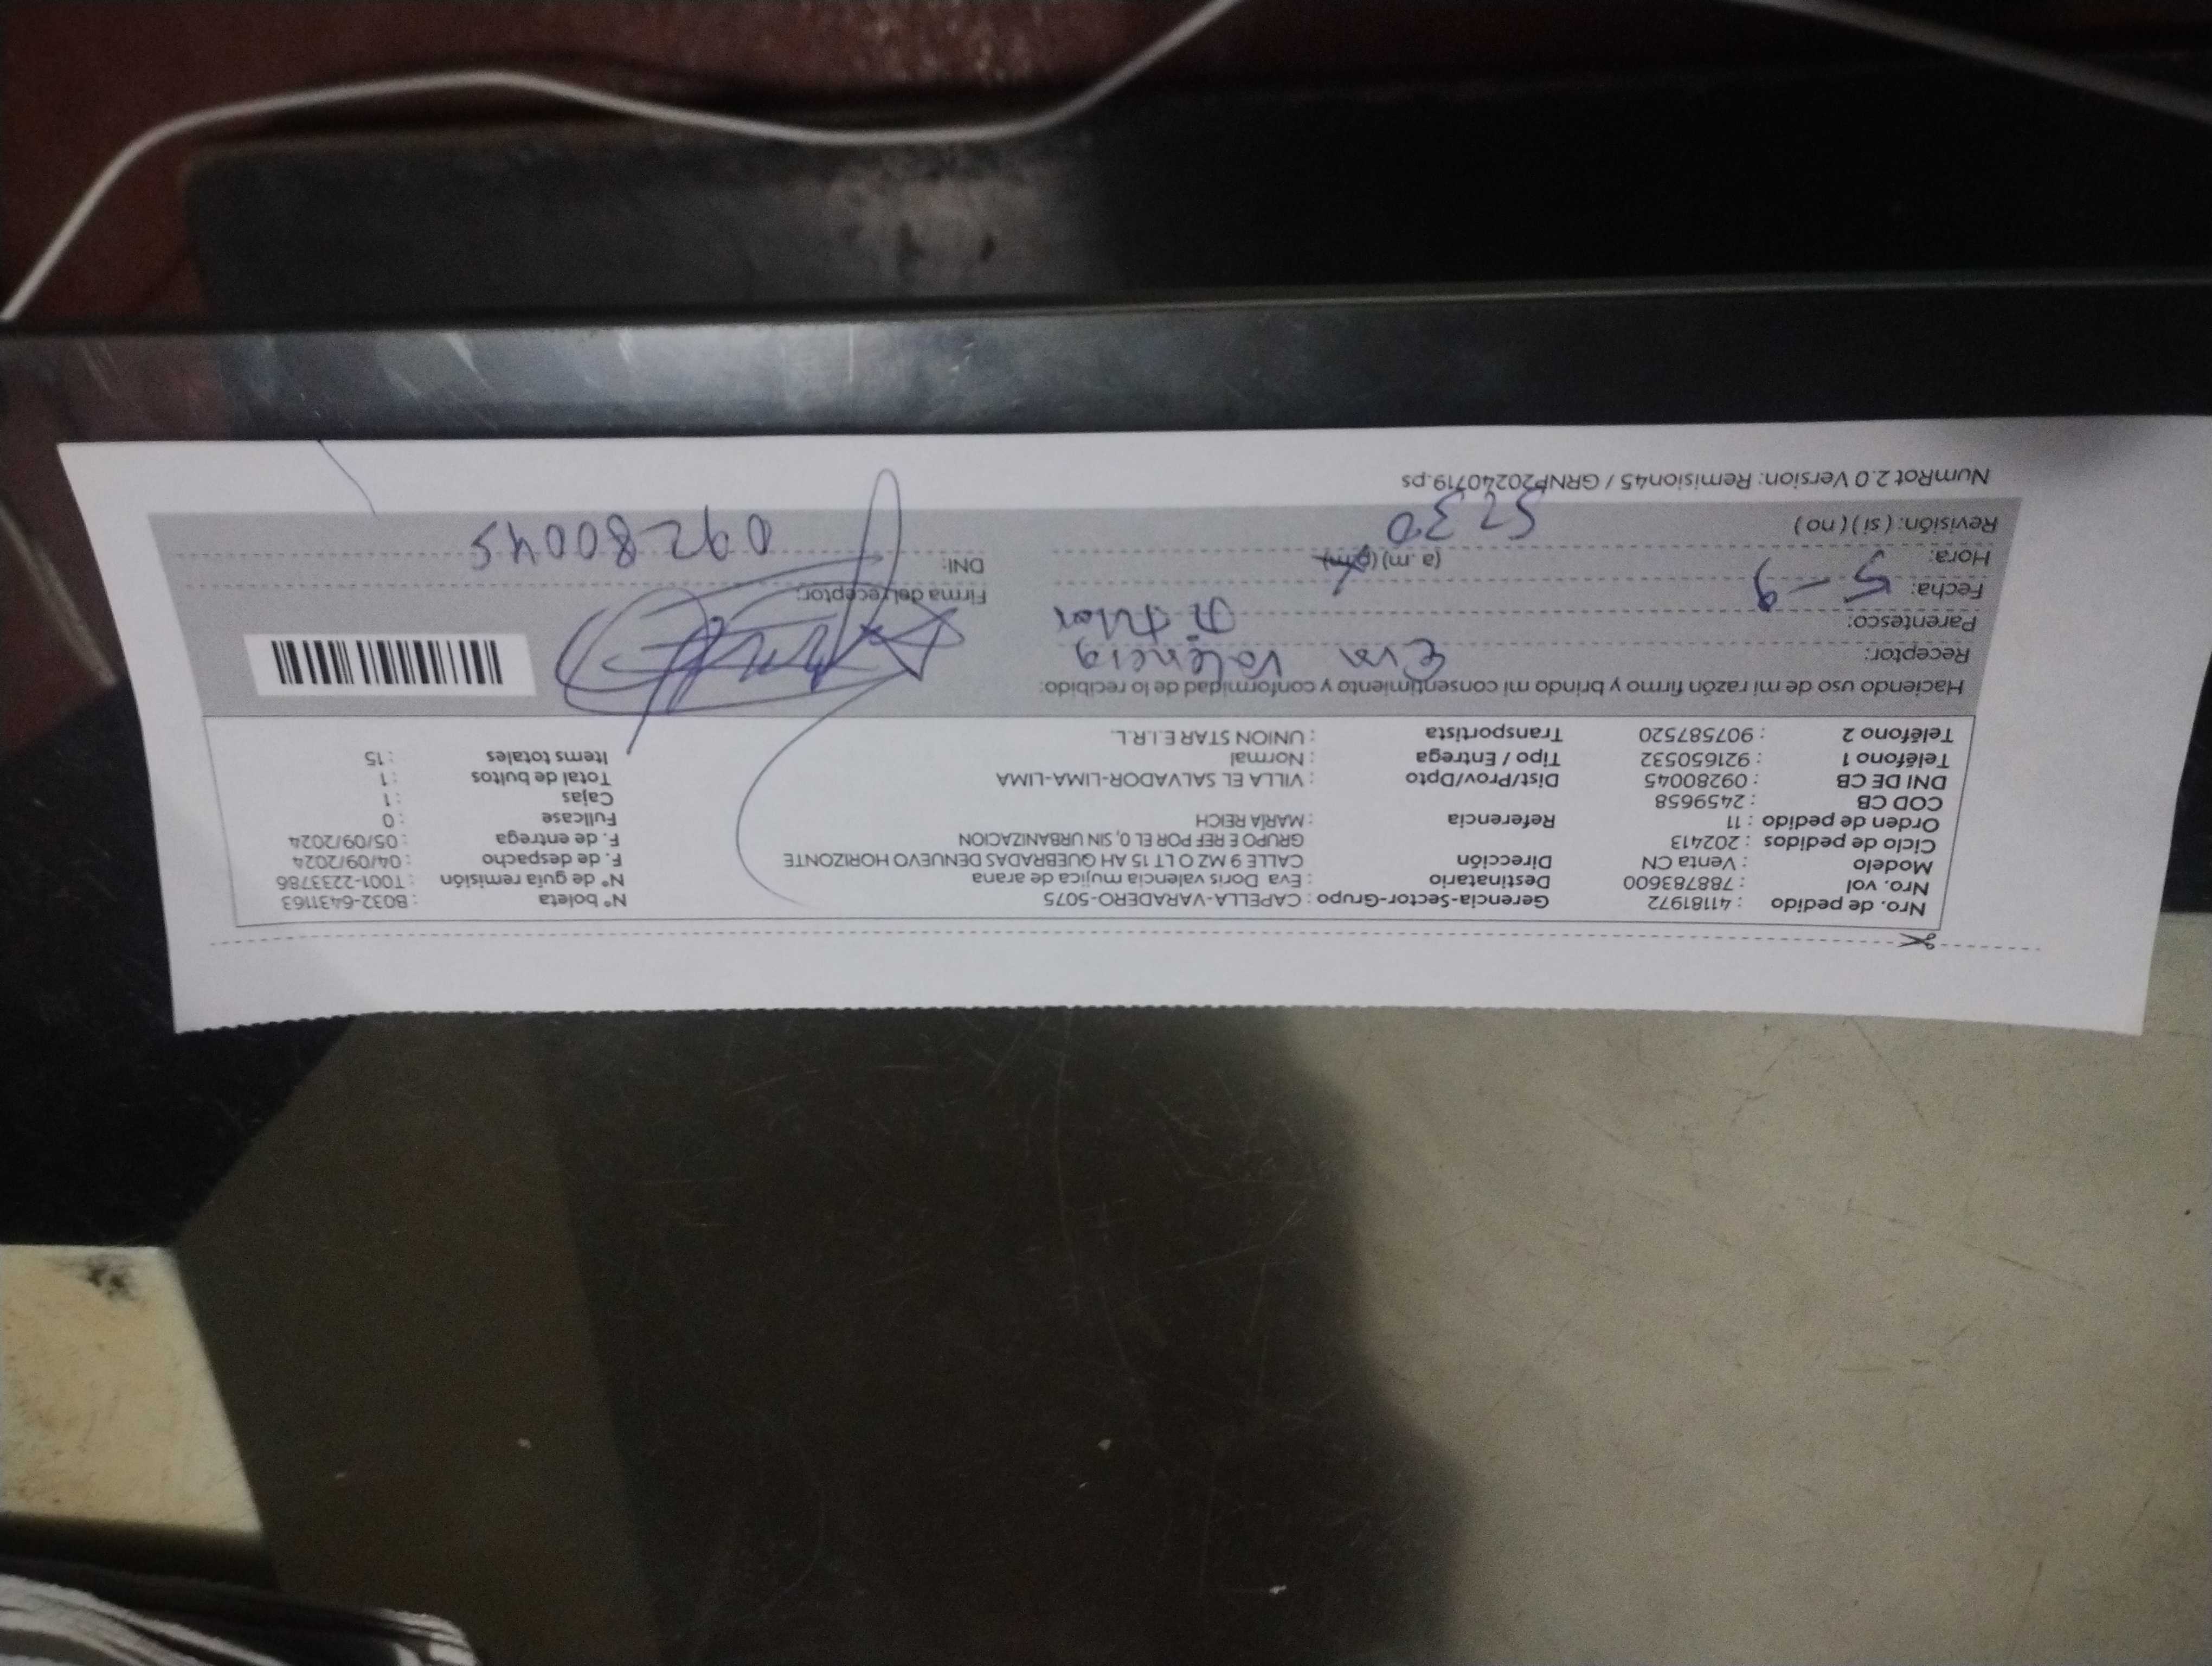 Nro. de pedido : 41181972 Gerencia-Sector-Grupo : CAPELLA-VARADERO-5075 N° boleta : B032-6431163
Nro. vol : 788783600 Destinatario : Eva Doris valencia mujica de arana N° de guía remisión : T001-2233786
Modelo : Venta CN Dirección CALLE 9 MZ O LT 15 AH QUEBRADAS DENUEVO HORIZONTE F. de despacho : 04/09/2024
Ciclo de pedidos : 202413 GRUPO E REF POR EL 0, SIN URBANIZACION F. de entrega : 05/09/2024
Orden de pedido : 11 Referencia : MARÍA REICH Fullcase : 0
COD CB : 2459658 Cajas : 1
DNI DE CB : 09280045 Dist/Prov/Dpto : VILLA EL SALVADOR-LIMA-LIMA Total de bultos : 1
Teléfono 1 : 921650532 Tipo / Entrega : Normal Items totales : 15
Teléfono 2 : 907587520 Transportista : UNION STAR E.I.R.L.
Haciendo uso de mi razón firmo y brindo mi consentimiento y conformidad de lo recibido:
Receptor: Eva Valencia
Parentesco: titular
Fecha: 5-9 Firma del receptor:
Hora: (a.m) (p.m) DNI: 09280045
Revisión: ( si ) ( no ) 5:30
NumRot 2.0 Version: Remision45 / GRNP20240719.ps